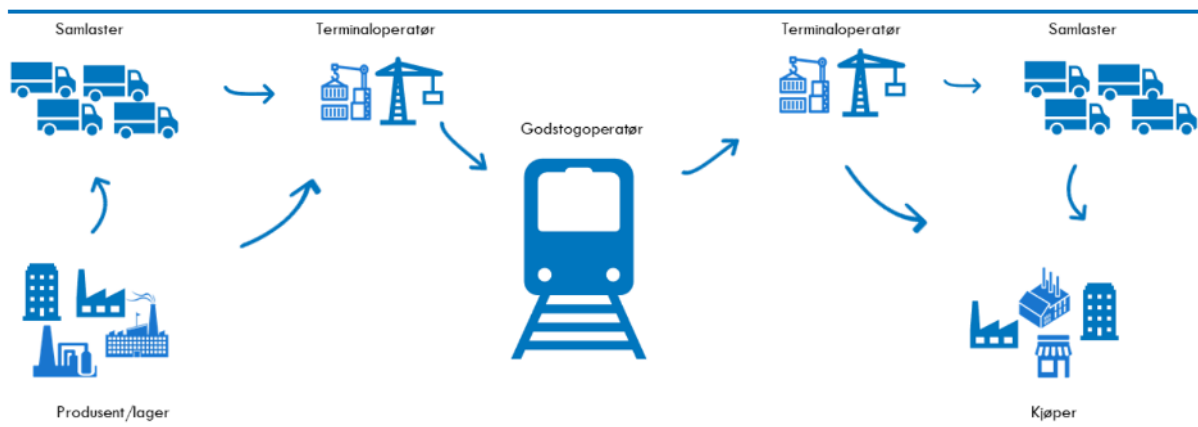 Samlaster
Terminaloperatør
Terminaloperatør
Samlaster
Godstogoperatør
Produsent/lager
Kjøper